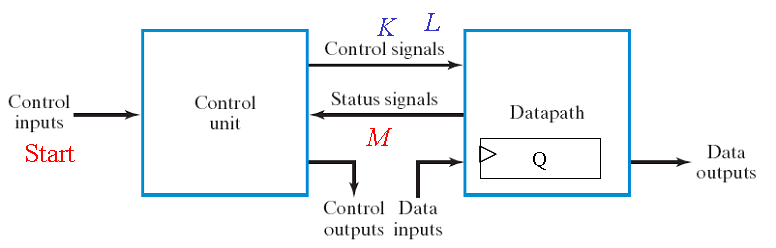 K L
Control signals
Control
inputs
Start
Control
unit
Status signals
M
Datapath
Q
Data
outputs
Control
outputs
Data
inputs